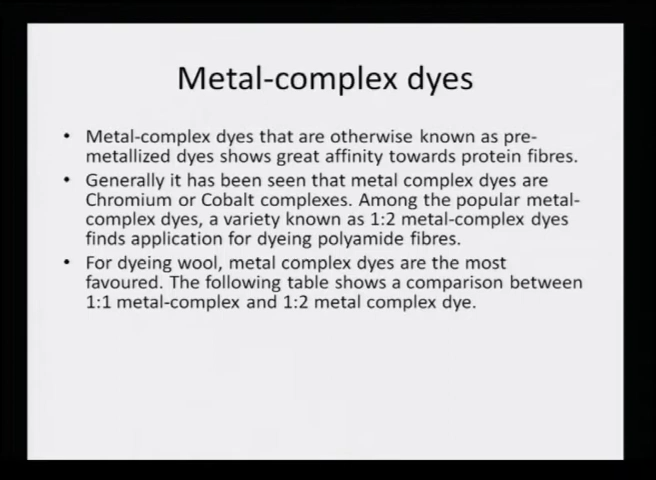 Metal-complex dyes
• Metal-complex dyes that are otherwise known as pre-
metallized dyes shows great affinity towards protein fibres.
• Generally it has been seen that metal complex dyes are
Chromium or Cobalt complexes. Among the popular metal-
complex dyes, a variety known as 1:2 metal-complex dyes
finds application for dyeing polyamide fibres.
• For dyeing wool, metal complex dyes are the most
favoured. The following table shows a comparison between
1:1 metal-complex and 1:2 metal complex dye.